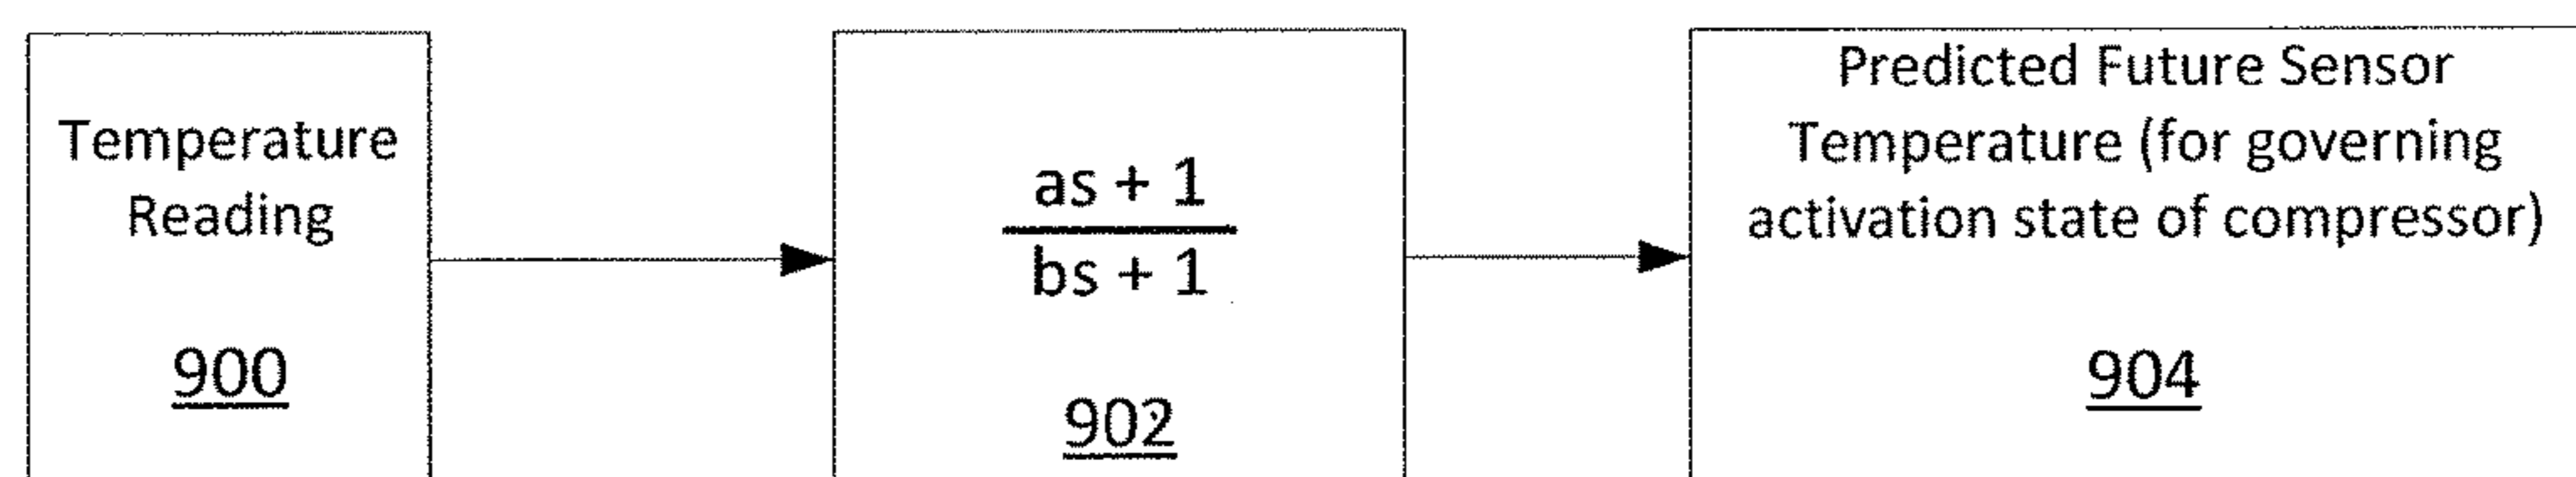 Temperature
Reading
900
as + 1
bs + 1
902
Predicted Future Sensor
Temperature (for governing
activation state of compressor)
904